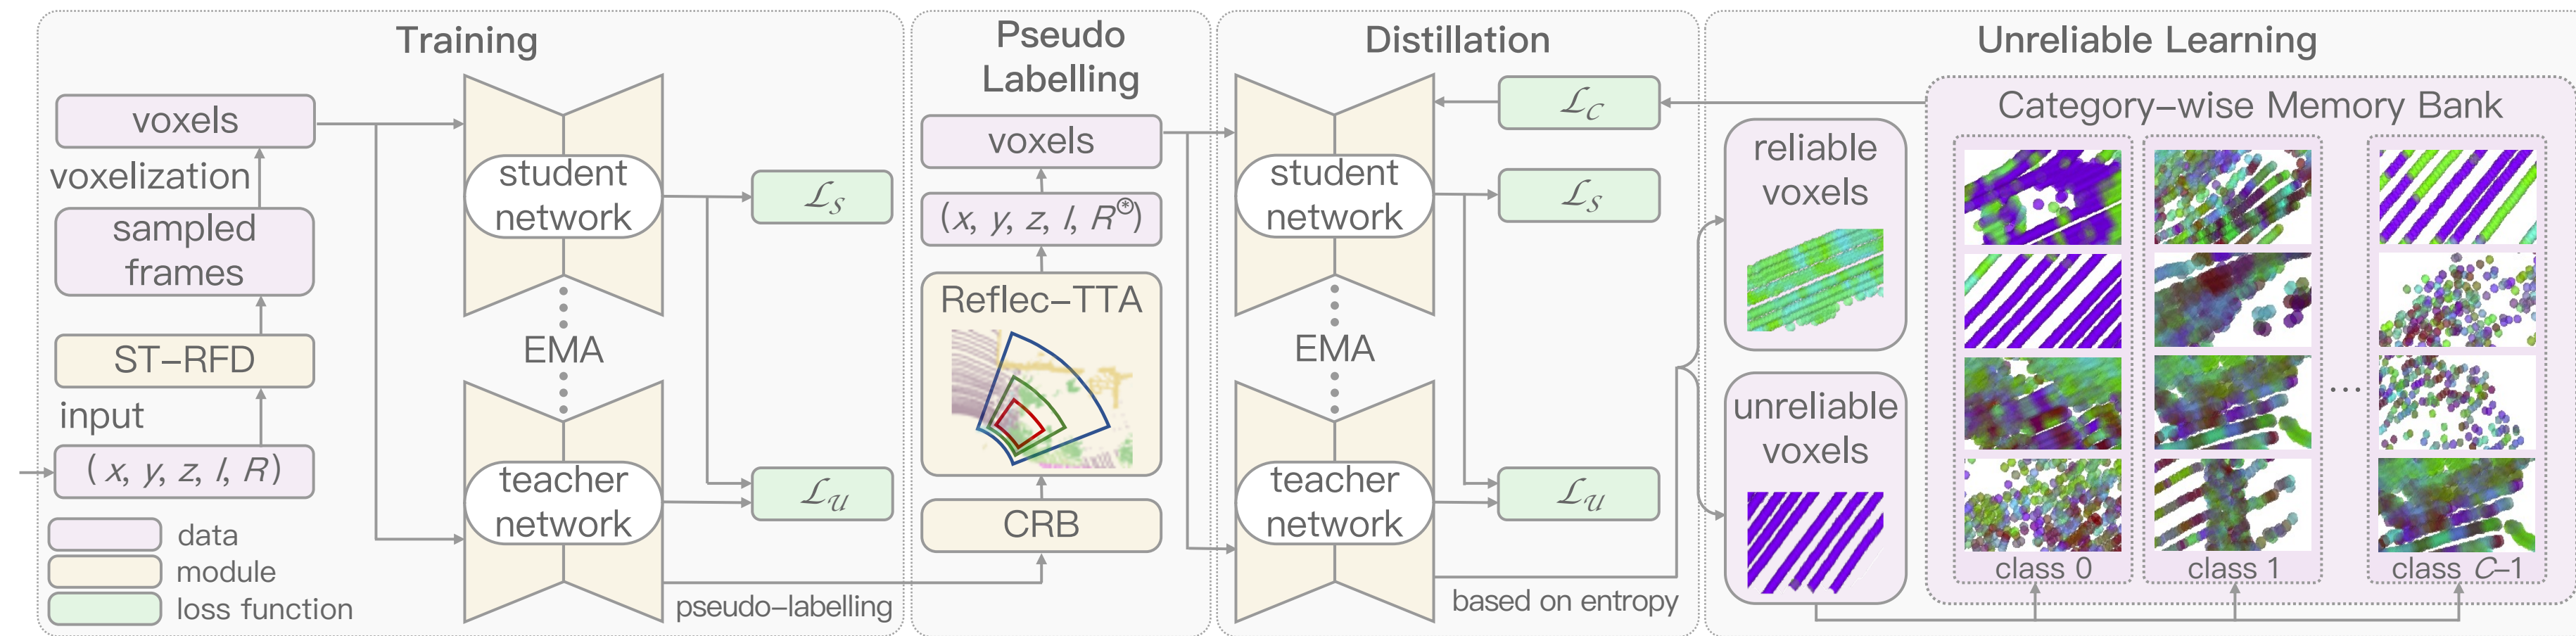 Training
voxels
voxelization
sampled
frames
ST-RFD
input
(x, y, z, I, R)
data
module
loss function
student
network
EMA
teacher
network
ℒ𝒮
ℒ𝒰
pseudo-labelling
Pseudo
Labelling
voxels
(x, y, z, I, R⊛)
Reflec-TTA
CRB
Distillation
student
network
EMA
teacher
network
ℒ𝒞
ℒ𝒮
ℒ𝒰
based on entropy
Unreliable Learning
reliable
voxels
unreliable
voxels
Category-wise Memory Bank
...
class 0
class 1
class C-1